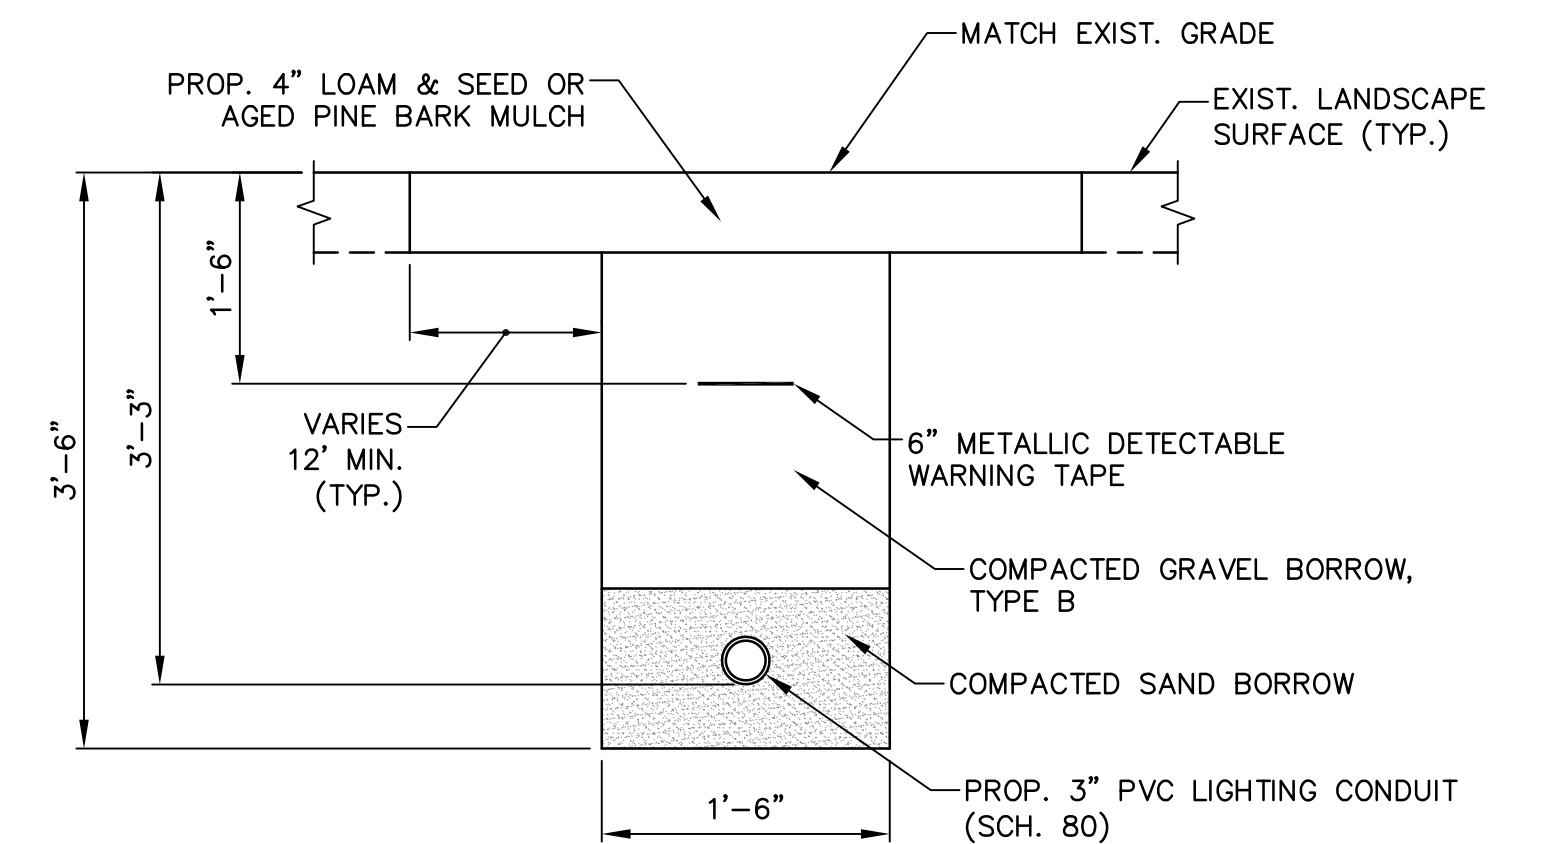 MATCH EXIST. GRADE
PROP. 4" LOAM & SEED OR
AGED PINE BARK MULCH
EXIST. LANDSCAPE
SURFACE (TYP.)
1'-6"
3'-3"
3'-6"
VARIES
12' MIN.
(TYP.)
6" METALLIC DETECTABLE
WARNING TAPE
COMPACTED GRAVEL BORROW,
TYPE B
COMPACTED SAND BORROW
PROP. 3" PVC LIGHTING CONDUIT
(SCH. 80)
1'-6"